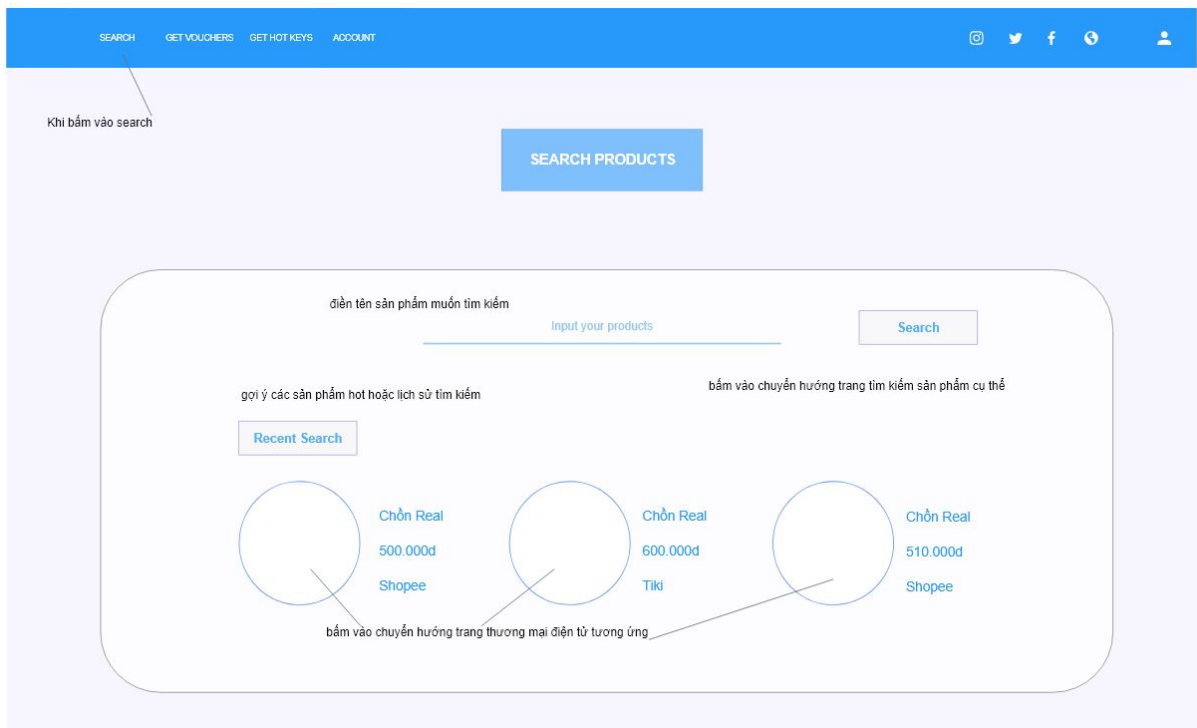 SEARCH GET VOUCHERS GET HOT KEYS ACCOUNT
Khi bấm vào search
SEARCH PRODUCTS
điền tên sản phẩm muốn tìm kiếm
Input your products
Search
bấm vào chuyển hướng trang tìm kiếm sản phẩm cụ thể
gợi ý các sản phẩm hot hoặc lịch sử tìm kiếm
Recent Search
Chồn Real
500.000d
Shopee
Chồn Real
600.000d
Tiki
Chồn Real
510.000d
Shopee
bấm vào chuyển hướng trang thương mại điện tử tương ứng